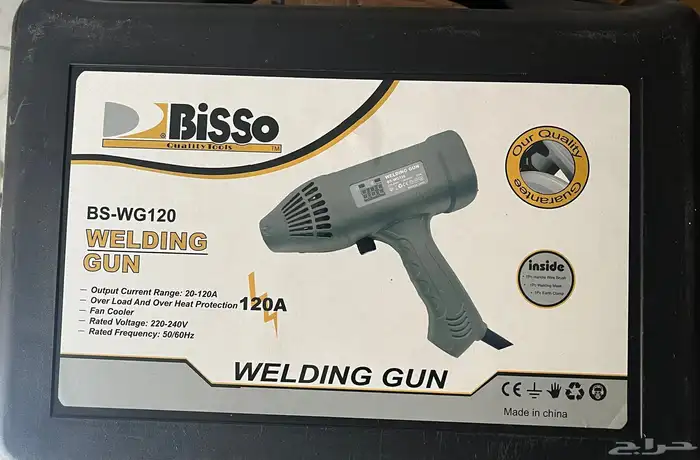 BiSSO
Quality Tools
TM
BS-WG120
WELDING
GUN
- Output Current Range: 20-120A
- Over Load And Over Heat Protection
- Fan Cooler
- Rated Voltage: 220-240V
- Rated Frequency: 50/60Hz
120A
WELDING GUN
Our Quality
Guarantee
inside
WELDING GUN
CE
Made in china
حراج